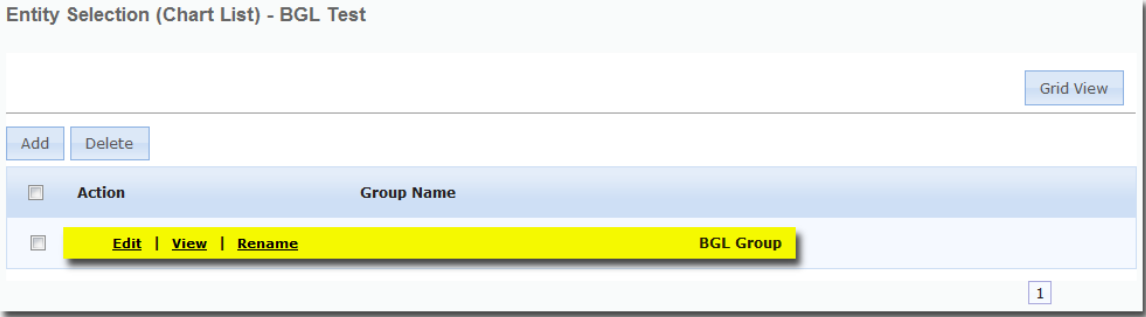 Entity Selection (Chart List) - BGL Test
Grid View
Add Delete
Action Group Name
Edit | View | Rename BGL Group
1